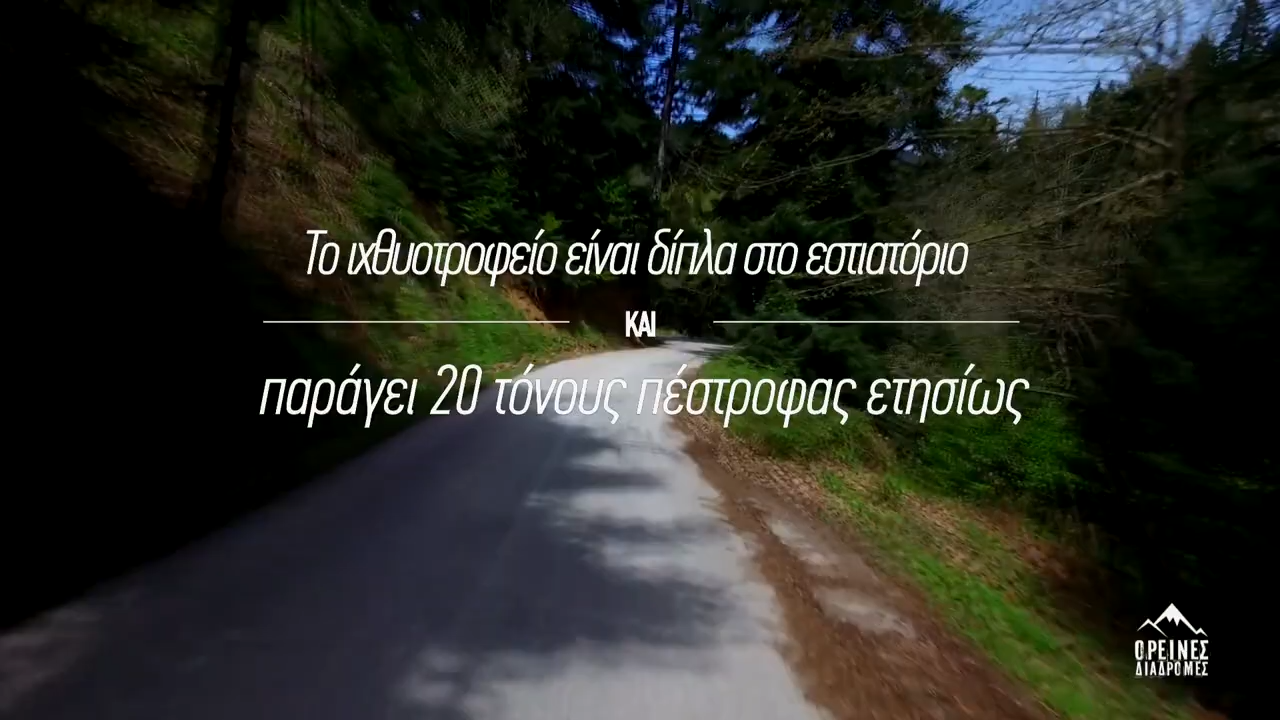 Το ιχθυοτροφείο είναι δίπλα στο εστιατόριο
ΚΑΙ
παράγει 20 τόνους πέστροφας ετησίως
ΟΡΕΙΝΕΣ
ΔΙΑΔΡΟΜΕΣ